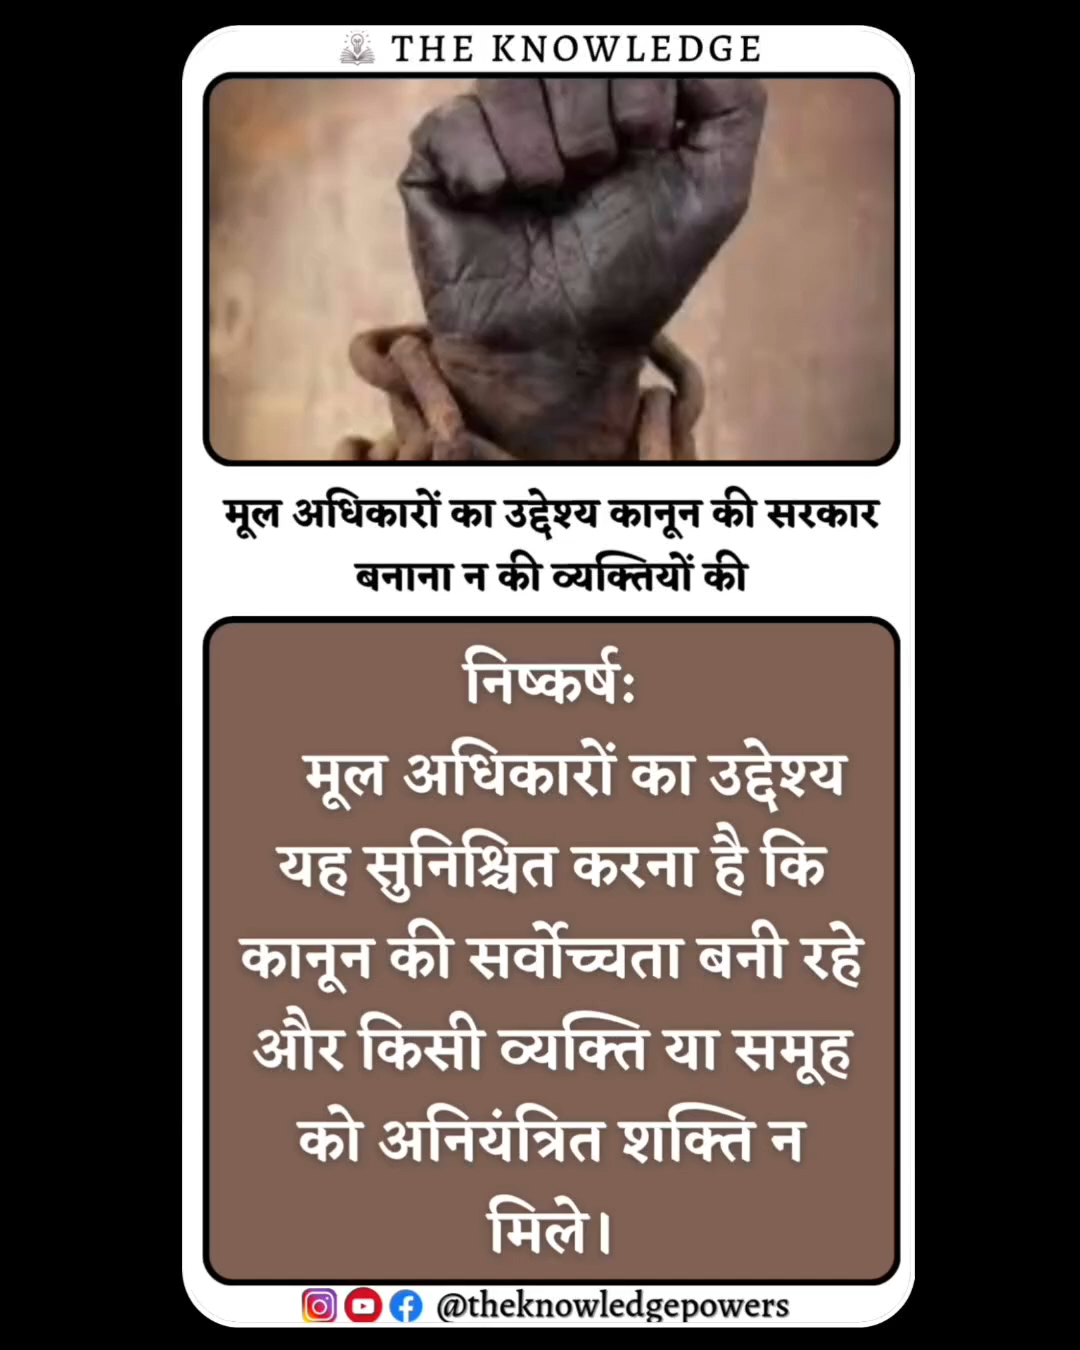 THE KNOWLEDGE
मूल अधिकारों का उद्देश्य कानून की सरकार
बनाना न की व्यक्तियों की
निष्कर्ष:
मूल अधिकारों का उद्देश्य
यह सुनिश्चित करना है कि
कानून की सर्वोच्चता बनी रहे
और किसी व्यक्ति या समूह
को अनियंत्रित शक्ति न
मिले।
@theknowledgepowers